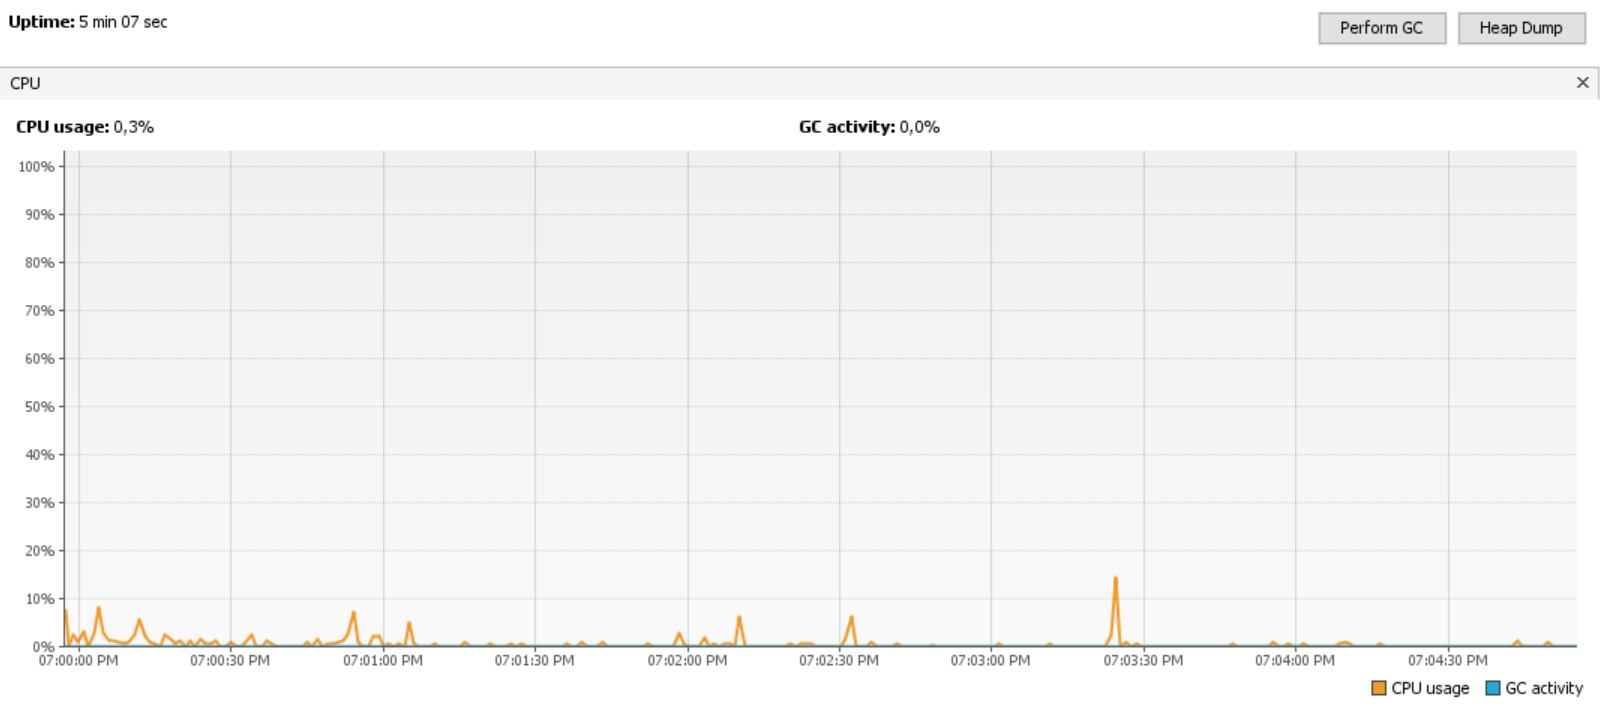 Uptime: 5 min 07 sec
Perform GC
Heap Dump
CPU
CPU usage: 0,3%
GC activity: 0,0%
100%
90%
80%
70%
60%
50%
40%
30%
20%
10%
0%
07:00:00 PM
07:00:30 PM
07:01:00 PM
07:01:30 PM
07:02:00 PM
07:02:30 PM
07:03:00 PM
07:03:30 PM
07:04:00 PM
07:04:30 PM
CPU usage
GC activity